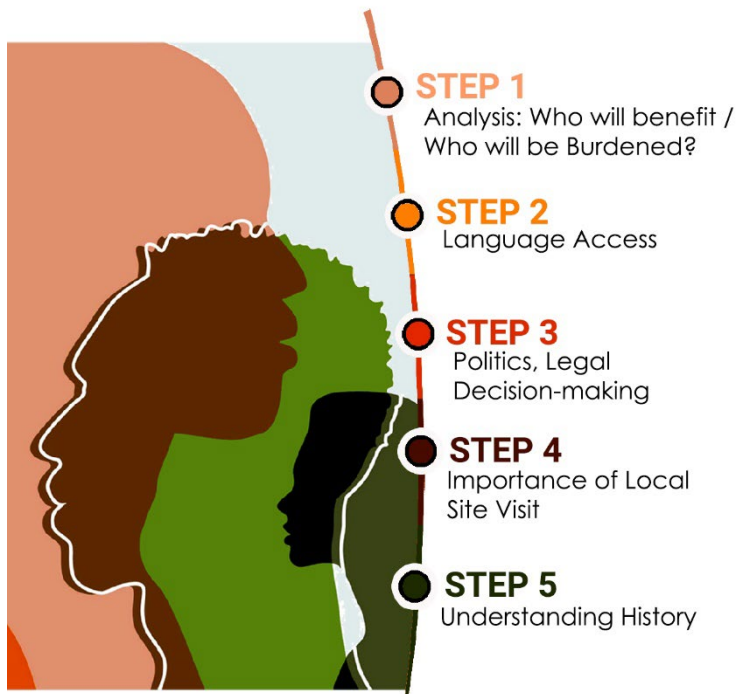 STEP 1
Analysis: Who will benefit /
Who will be Burdened?
STEP 2
Language Access
STEP 3
Politics, Legal
Decision-making
STEP 4
Importance of Local
Site Visit
STEP 5
Understanding History